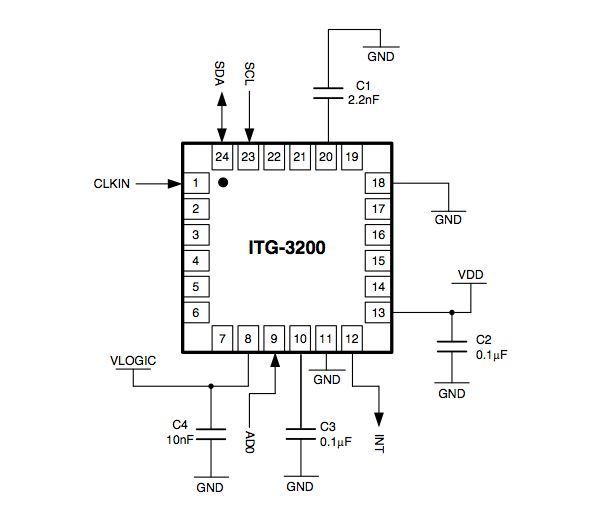 GND
C1
2.2nF
SDA
SCL
24 23 22 21 20 19
CLKIN
1
2
3
4
5
6
ITG-3200
18
17
16
15
14
13
GND
VDD
C2
0.1µF
GND
7 8 9 10 11 12
GND
VLOGIC
C4
10nF
GND
AD0
C3
0.1µF
GND
INT